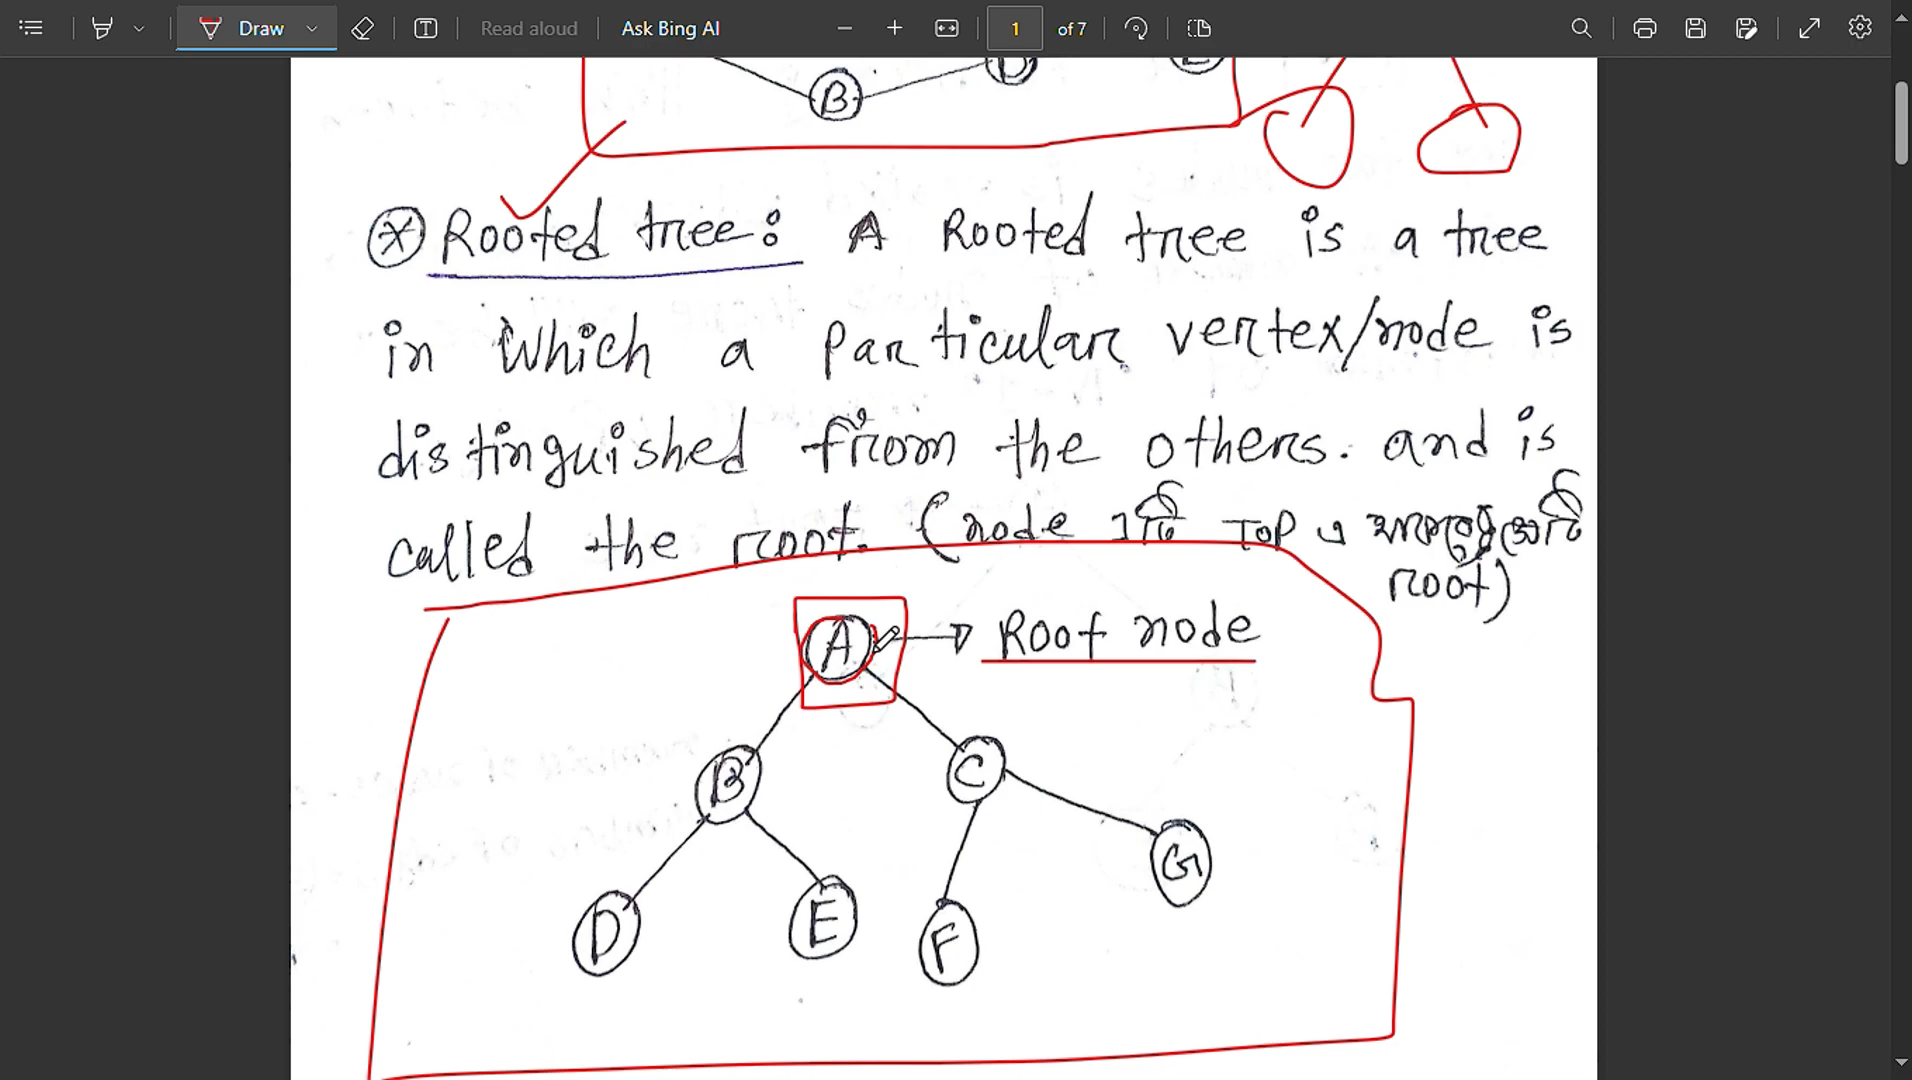 Draw
Read aloud
Ask Bing AI
1 of 7
B
D
Rooted tree: A Rooted tree is a tree
in which a particular vertex/node is
distinguished from the others. and is
called the root. (node টি TOP এ
root)
A
Root node
B
C
G
D
E
F